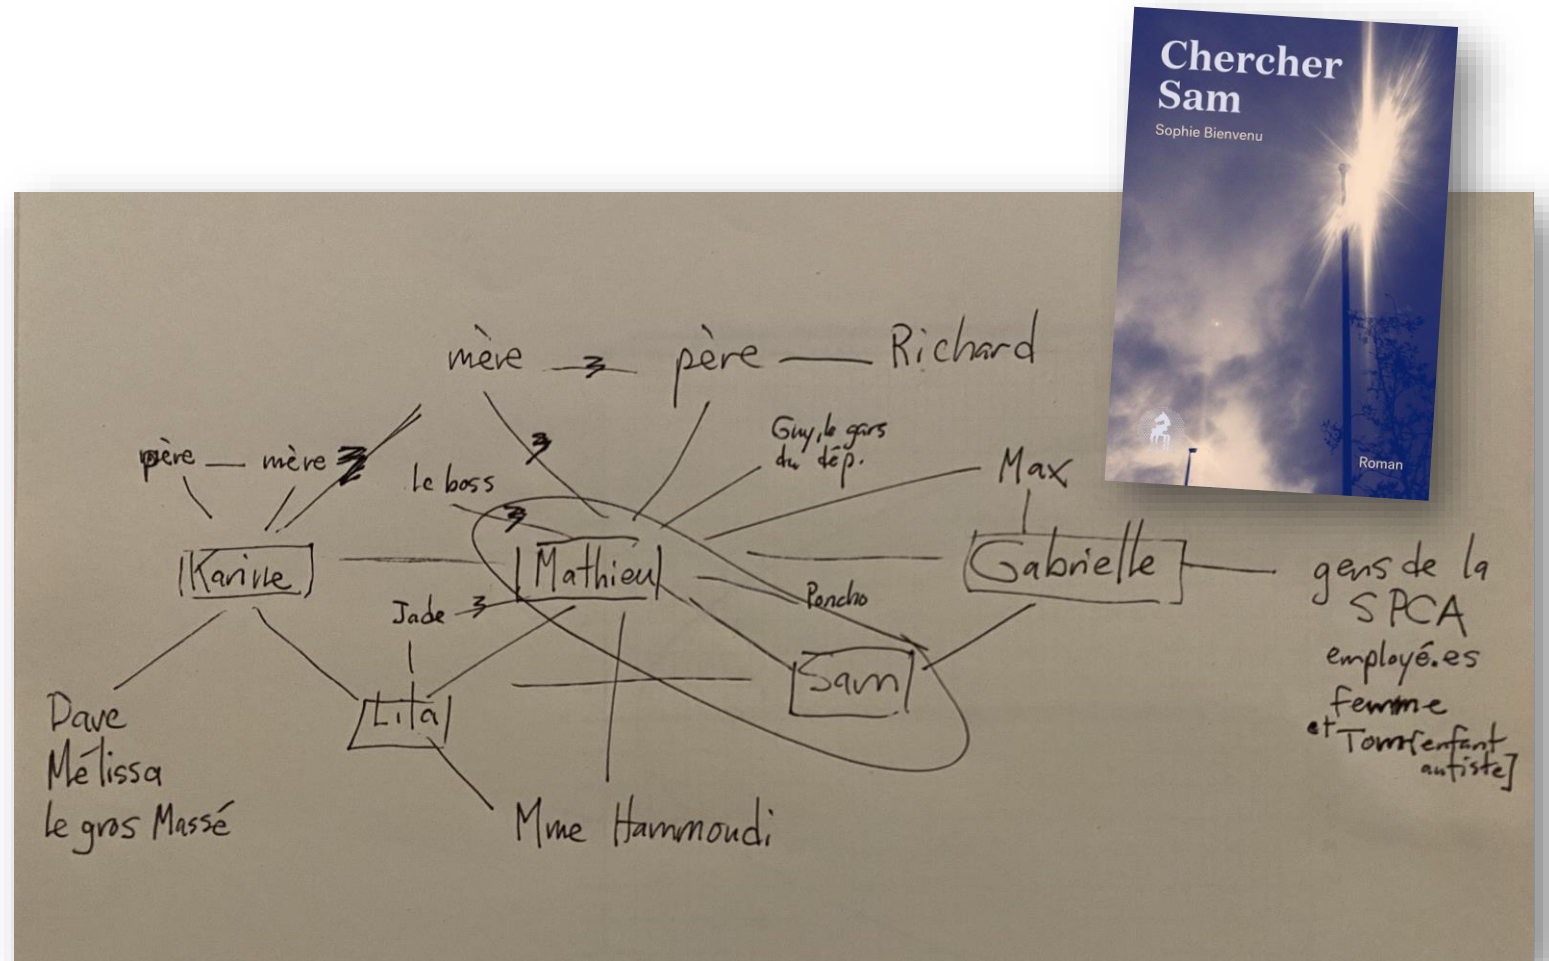 Chercher
Sam
Sophie Bienvenu
Roman
mère
père
Richard
Guy, le gars
du dép.
Max
père
mère
le boss
Karine
Mathieu
Gabrielle
Jade
Poncho
gens de la
SPCA
employé.es
femme
et Tom [enfant
autiste]
Sam
Lila
Dave
Mélissa
le gros Massé
Mme Hammoudi